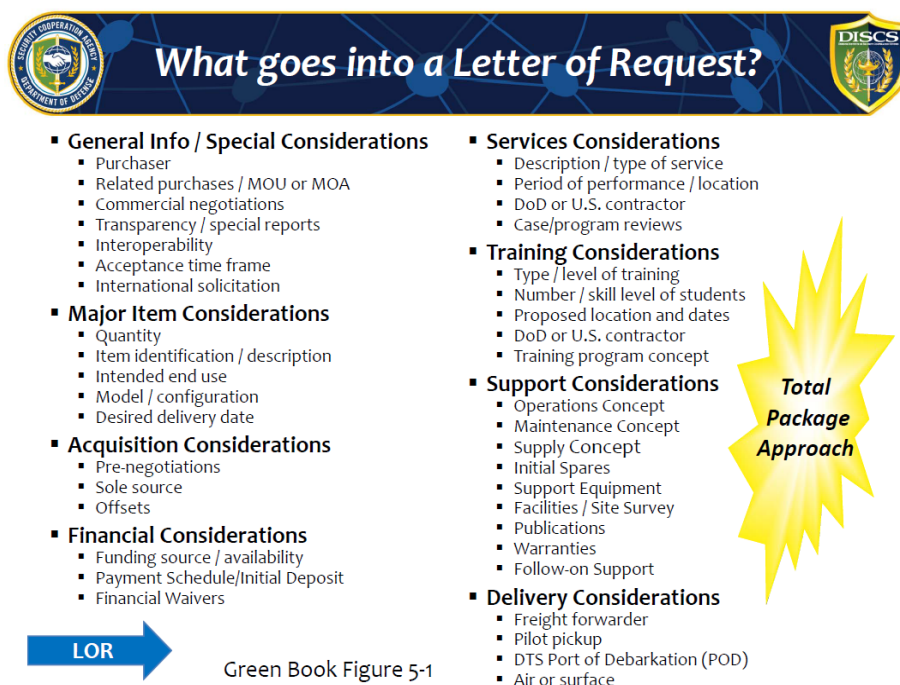 SECURITY COOPERATION AGENCY
DEPARTMENT OF DEFENSE
What goes into a Letter of Request?
DISCS
▪ General Info / Special Considerations
▪ Purchaser
▪ Related purchases / MOU or MOA
▪ Commercial negotiations
▪ Transparency / special reports
▪ Interoperability
▪ Acceptance time frame
▪ International solicitation
▪ Major Item Considerations
▪ Quantity
▪ Item identification / description
▪ Intended end use
▪ Model / configuration
▪ Desired delivery date
▪ Acquisition Considerations
▪ Pre-negotiations
▪ Sole source
▪ Offsets
▪ Financial Considerations
▪ Funding source / availability
▪ Payment Schedule/Initial Deposit
▪ Financial Waivers
LOR
Green Book Figure 5-1
▪ Services Considerations
▪ Description / type of service
▪ Period of performance / location
▪ DoD or U.S. contractor
▪ Case/program reviews
▪ Training Considerations
▪ Type / level of training
▪ Number / skill level of students
▪ Proposed location and dates
▪ DoD or U.S. contractor
▪ Training program concept
▪ Support Considerations
▪ Operations Concept
▪ Maintenance Concept
▪ Supply Concept
▪ Initial Spares
▪ Support Equipment
▪ Facilities / Site Survey
▪ Publications
▪ Warranties
▪ Follow-on Support
▪ Delivery Considerations
▪ Freight forwarder
▪ Pilot pickup
▪ DTS Port of Debarkation (POD)
▪ Air or surface
Total
Package
Approach